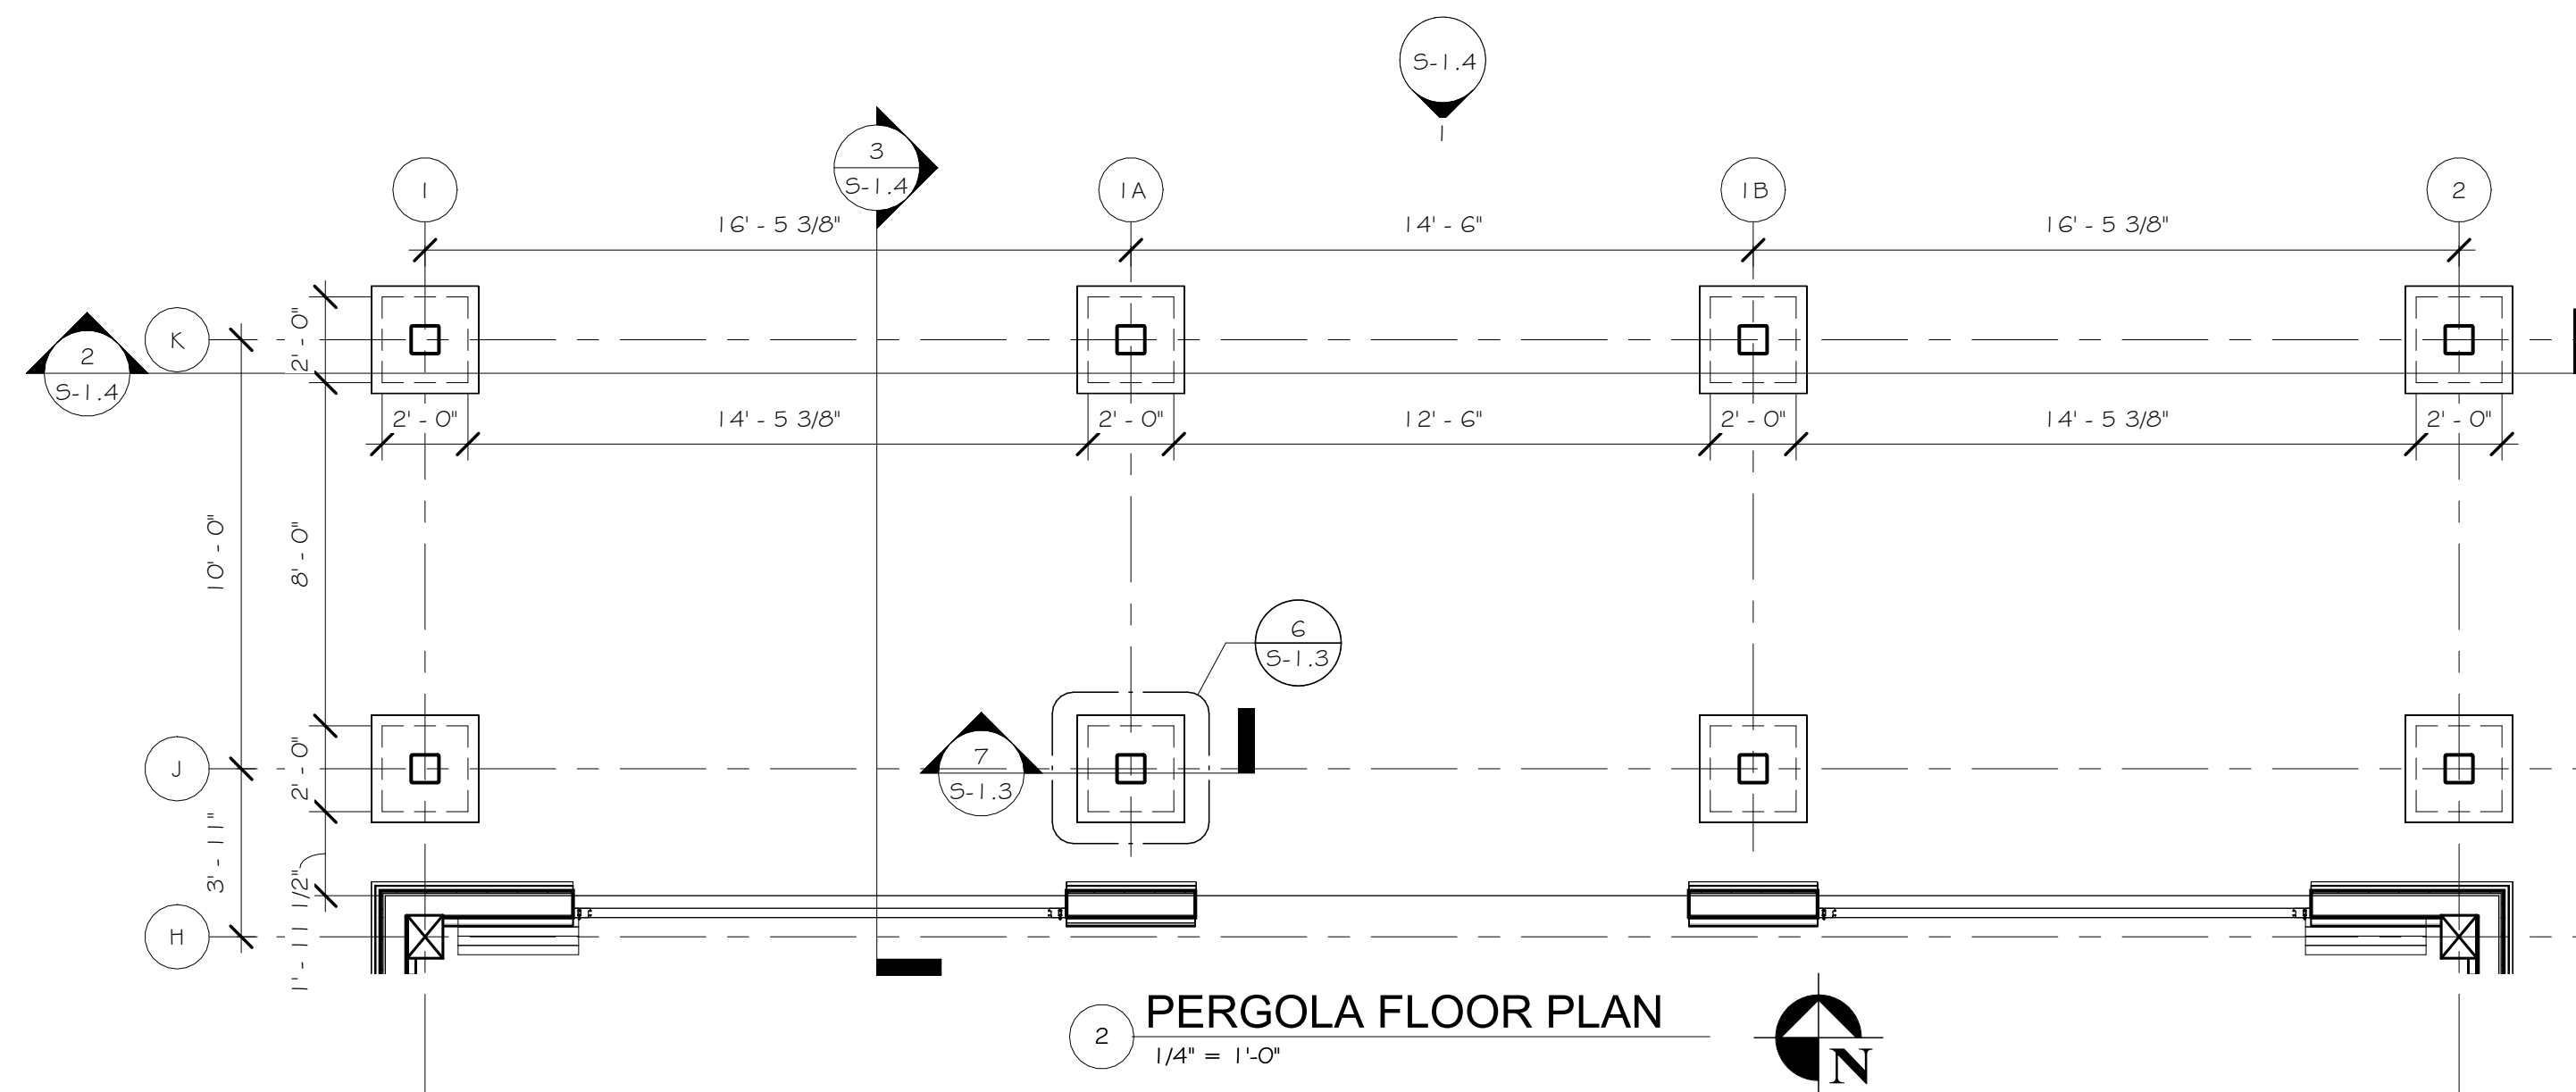 S-1.4
1
3
S-1.4
1
1A
1B
2
16' - 5 3/8"
14' - 6"
16' - 5 3/8"
2' - 0"
K
2
S-1.4
2' - 0"
14' - 5 3/8"
2' - 0"
12' - 6"
2' - 0"
14' - 5 3/8"
2' - 0"
10' - 0"
8' - 0"
6
S-1.3
2' - 0"
J
7
S-1.3
3' - 11"
1' - 11 1/2"
H
2
PERGOLA FLOOR PLAN
1/4" = 1'-0"
N